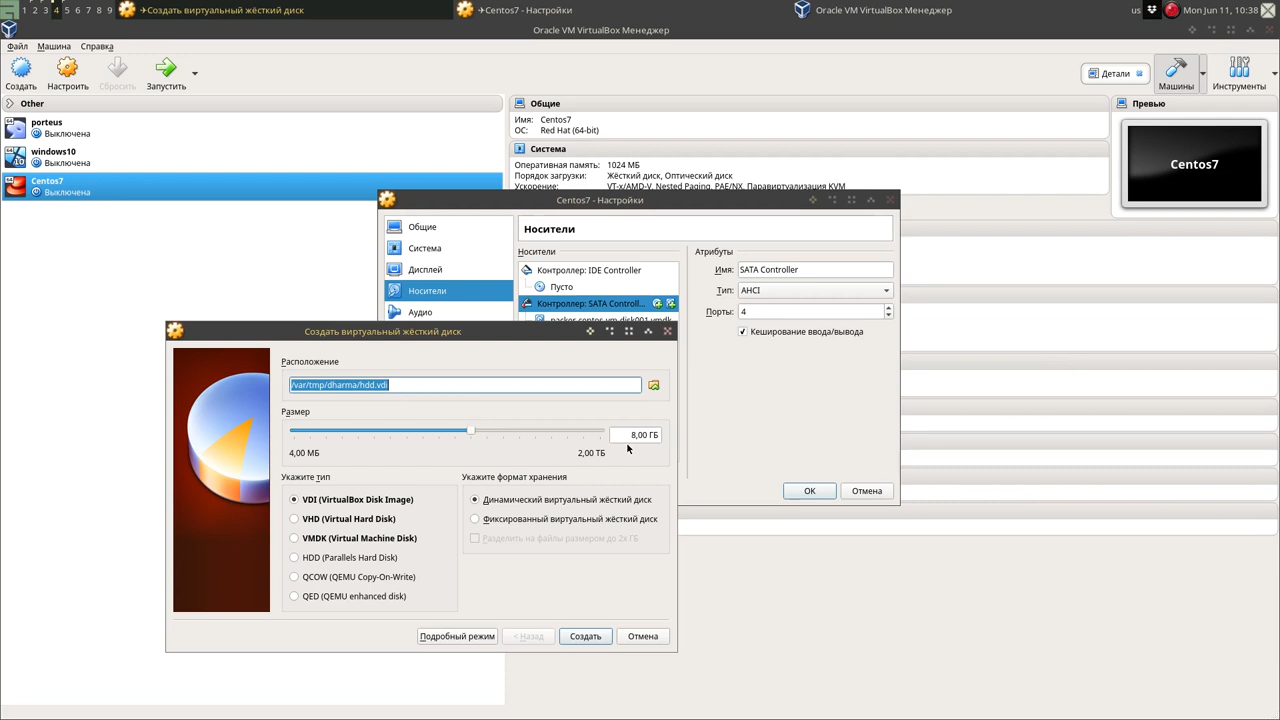 1 2 3 4 5 6 7 8 9
✈Создать виртуальный жёсткий диск
✈Centos7 - Настройки
Oracle VM VirtualBox Менеджер
us
Mon Jun 11, 10:38
Oracle VM VirtualBox Менеджер
Файл Машина Справка
Создать Настроить Сбросить Запустить
Детали
Машины
Инструменты
Other
64 porteus
Выключена
64 windows10
Выключена
64 Centos7
Выключена
Общие
Имя: Centos7
ОС: Red Hat (64-bit)
Система
Оперативная память: 1024 МБ
Порядок загрузки: Жёсткий диск, Оптический диск
Ускорение: VT-x/AMD-V, Nested Paging, PAE/NX, Паравиртуализация KVM
Превью
Centos7
Centos7 - Настройки
Общие
Система
Дисплей
Носители
Аудио
Носители
Носители
Контроллер: IDE Controller
Пусто
Контроллер: SATA Controll...
packer-centos-vm-disk001.vmdk
Атрибуты
Имя: SATA Controller
Тип: AHCI
Порты: 4
Кеширование ввода/вывода
OK
Отмена
Создать виртуальный жёсткий диск
Расположение
/var/tmp/dharma/hdd.vdi
Размер
8,00 ГБ
4,00 МБ
2,00 ТБ
Укажите тип
VDI (VirtualBox Disk Image)
VHD (Virtual Hard Disk)
VMDK (Virtual Machine Disk)
HDD (Parallels Hard Disk)
QCOW (QEMU Copy-On-Write)
QED (QEMU enhanced disk)
Укажите формат хранения
Динамический виртуальный жёсткий диск
Фиксированный виртуальный жёсткий диск
Разделить на файлы размером до 2х ГБ
Подробный режим
< Назад
Создать
Отмена